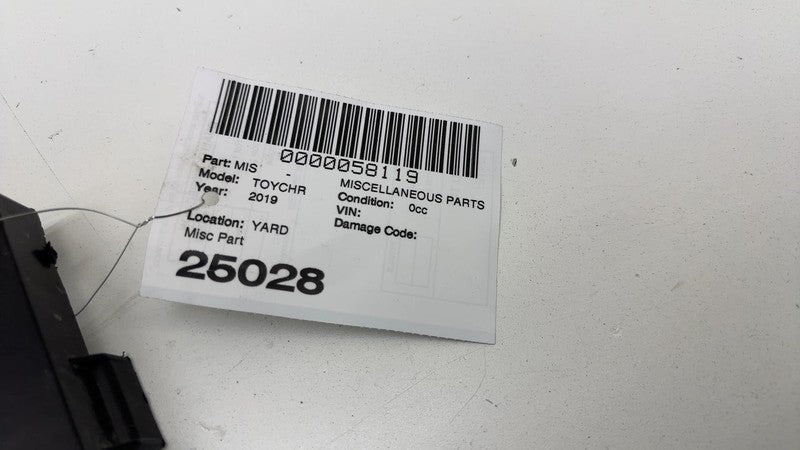 0000058119
Part: MIS - MISCELLANEOUS PARTS
Model: TOYCHR Condition: 0cc
Year: 2019 VIN:
Damage Code:
Location: YARD
Misc Part
25028